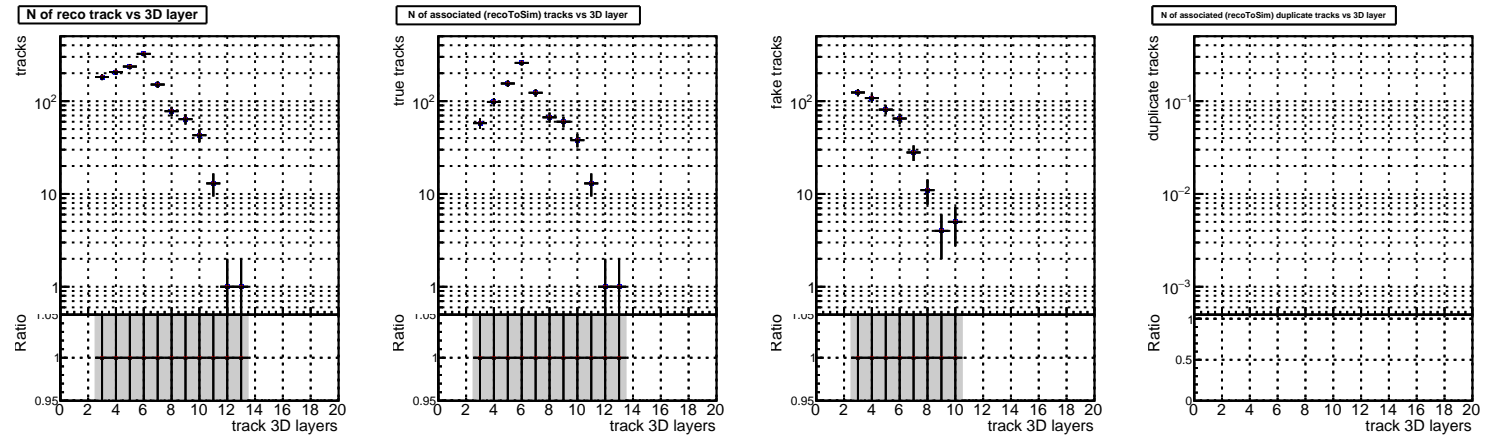 N of reco track vs 3D layer
tracks
10²
10
1
Ratio
1.05
1
0.95
0 2 4 6 8 10 12 14 16 18 20
track 3D layers
N of associated (recoToSim) tracks vs 3D layer
true tracks
10²
10
1
Ratio
1.05
1
0.95
0 2 4 6 8 10 12 14 16 18 20
track 3D layers
fake tracks
10²
10
1
Ratio
1.05
1
0.95
0 2 4 6 8 10 12 14 16 18 20
track 3D layers
N of associated (recoToSim) duplicate tracks vs 3D layer
duplicate tracks
10⁻¹
10⁻²
10⁻³
Ratio
1
0.5
0
0 2 4 6 8 10 12 14 16 18 20
track 3D layers